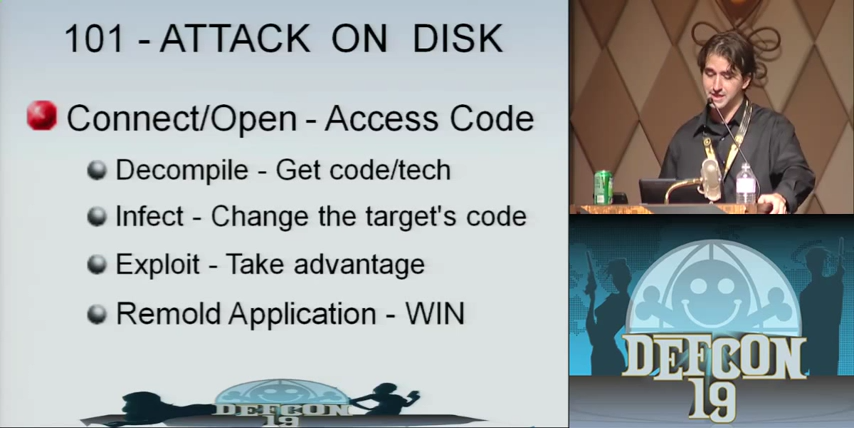 101 - ATTACK ON DISK
Connect/Open - Access Code
Decompile - Get code/tech
Infect - Change the target's code
Exploit - Take advantage
Remold Application - WIN
DEFCON
19
DEFCON
19